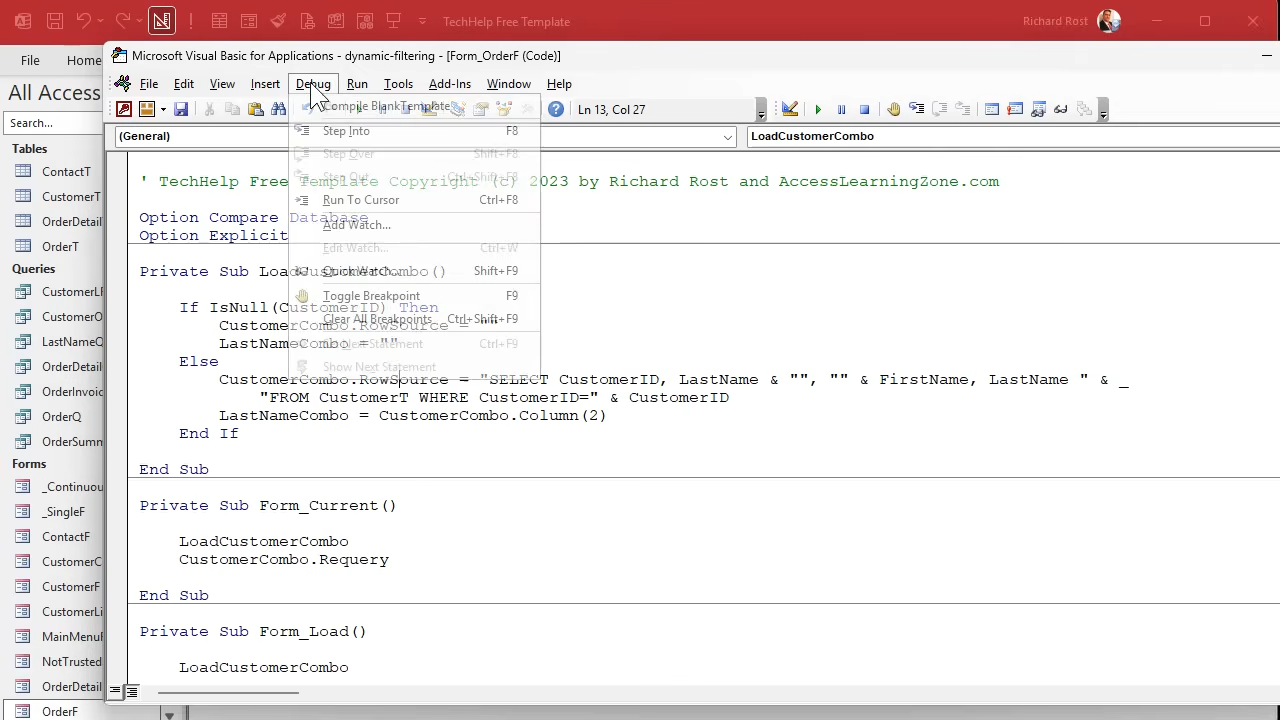 TechHelp Free Template
Richard Rost
File
Home
Microsoft Visual Basic for Applications - dynamic-filtering - [Form_OrderF (Code)]
File Edit View Insert Debug Run Tools Add-Ins Window Help
Ln 13, Col 27
(General)
LoadCustomerCombo
All Access
Search...
Tables
ContactT
CustomerT
OrderDetail
OrderT
Queries
CustomerLF
CustomerO
LastNameQ
OrderDetail
OrderInvoic
OrderQ
OrderSumm
Forms
_Continuou
_SingleF
ContactF
CustomerC
CustomerF
CustomerLi
MainMenuF
NotTrusted
OrderDetail
OrderF
Compile BlankTemplate
Step Into F8
Step Over Shift+F8
Step Out Ctrl+Shift+F8
Run To Cursor Ctrl+F8
Add Watch...
Edit Watch... Ctrl+W
Quick Watch... Shift+F9
Toggle Breakpoint F9
Clear All Breakpoints Ctrl+Shift+F9
Set Next Statement Ctrl+F9
Show Next Statement
' TechHelp Free Template Copyright (c) 2023 by Richard Rost and AccessLearningZone.com
Option Compare Database
Option Explicit
Private Sub LoadCustomerCombo()
If IsNull(CustomerID) Then
CustomerCombo.RowSource = ""
LastNameCombo = ""
Else
CustomerCombo.RowSource = "SELECT CustomerID, LastName & "", "" & FirstName, LastName " & _
"FROM CustomerT WHERE CustomerID=" & CustomerID
LastNameCombo = CustomerCombo.Column(2)
End If
End Sub
Private Sub Form_Current()
LoadCustomerCombo
CustomerCombo.Requery
End Sub
Private Sub Form_Load()
LoadCustomerCombo